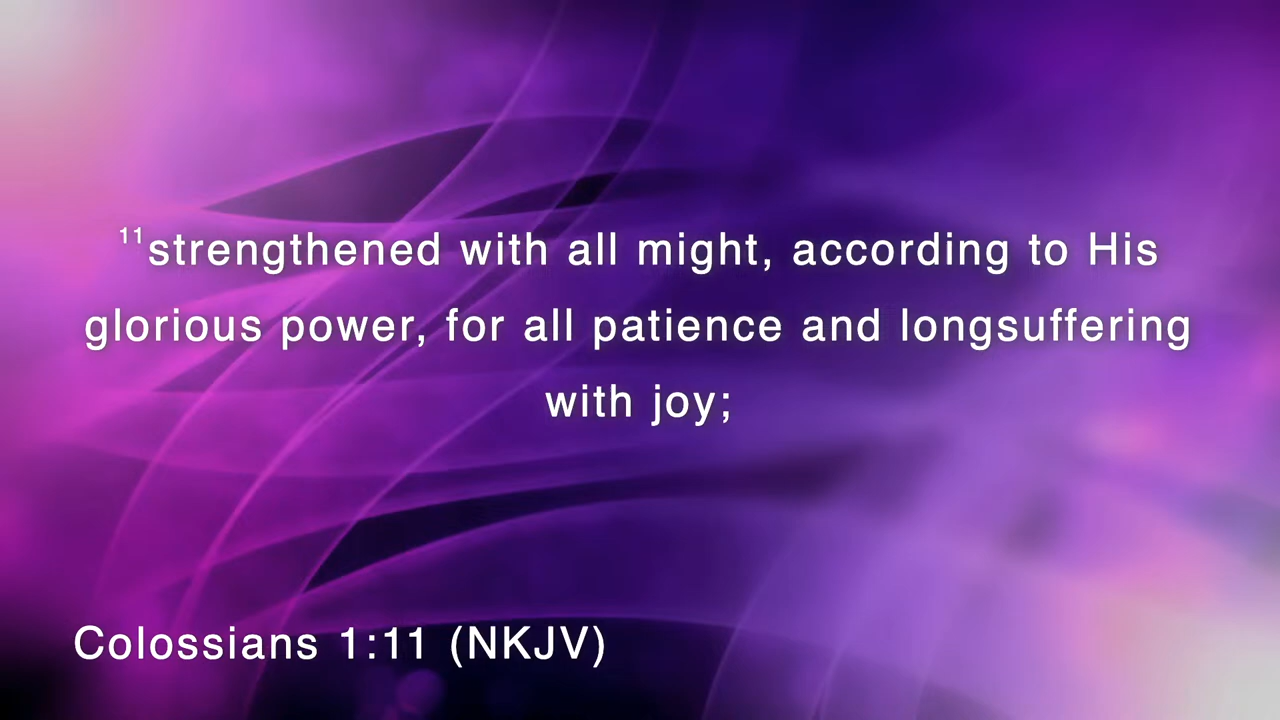 ¹¹strengthened with all might, according to His
glorious power, for all patience and longsuffering
with joy;
Colossians 1:11 (NKJV)